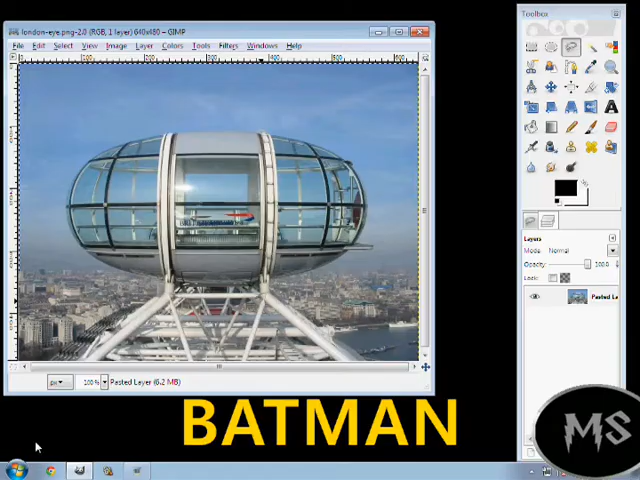 london-eye.png-2.0 (RGB, 1 layer) 640x480 – GIMP
File Edit Select View Image Layer Colors Tools Filters Windows Help
px 100% Pasted Layer (6.2 MB)
Toolbox
Layers
Mode: Normal
Opacity: 100.0
Lock:
Pasted La
BATMAN
MS